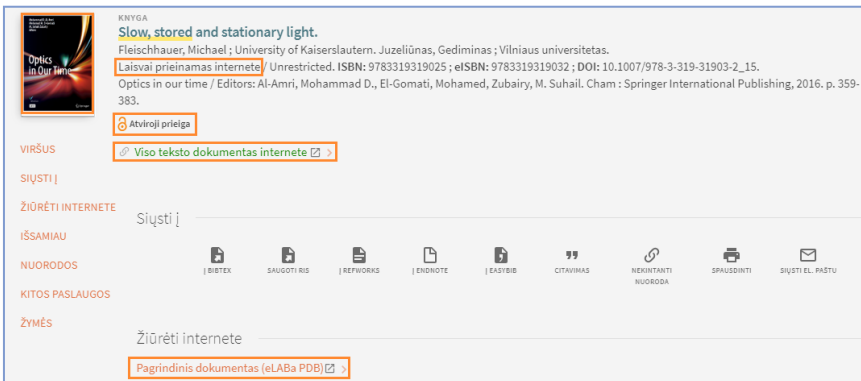 KNYGA
Slow, stored and stationary light.
Fleischhauer, Michael ; University of Kaiserslautern. Juzeliūnas, Gediminas ; Vilniaus universitetas.
Laisvai prieinamas internete / Unrestricted. ISBN: 9783319319025 ; eISBN: 9783319319032 ; DOI: 10.1007/978-3-319-31903-2_15.
Optics in our time / Editors: Al-Amri, Mohammad D., El-Gomati, Mohamed, Zubairy, M. Suhail. Cham : Springer International Publishing, 2016. p. 359-
383.
Optics
in Our Time
Atviroji prieiga
Viso teksto dokumentas internete
VIRŠUS
SIŲSTI Į
ŽIŪRĖTI INTERNETE
IŠSAMIAU
NUORODOS
KITOS PASLAUGOS
ŽYMĖS
Siųsti į
Į BIBTEX
SAUGOTI RIS
Į REFWORKS
Į ENDNOTE
Į EASYBIB
CITAVIMAS
NEKINTANTI
NUORODA
SPAUSDINTI
SIŲSTI EL. PAŠTU
Žiūrėti internete
Pagrindinis dokumentas (eLABa PDB)